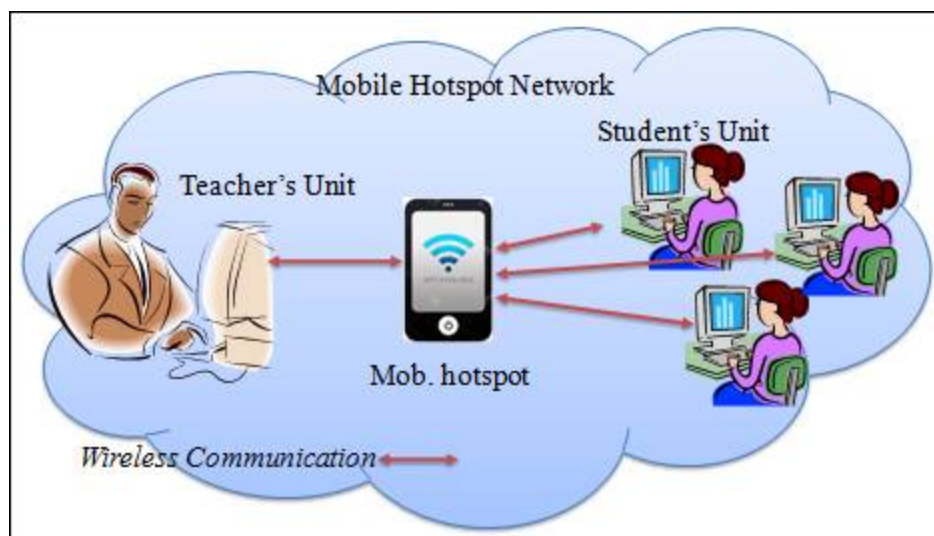 Mobile Hotspot Network
Student’s Unit
Teacher’s Unit
Mob. hotspot
Wireless Communication